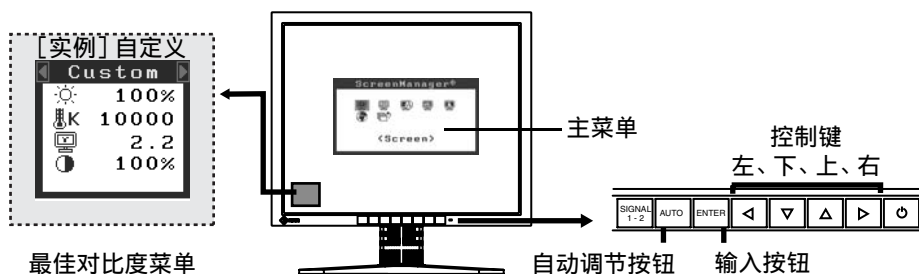 [实例] 自定义
Custom
100%
K 10000
2.2
100%
最佳对比度菜单
ScreenManager®
<Screen>
主菜单
控制键
左、下、上、右
SIGNAL
1 - 2
AUTO
ENTER
自动调节按钮
输入按钮